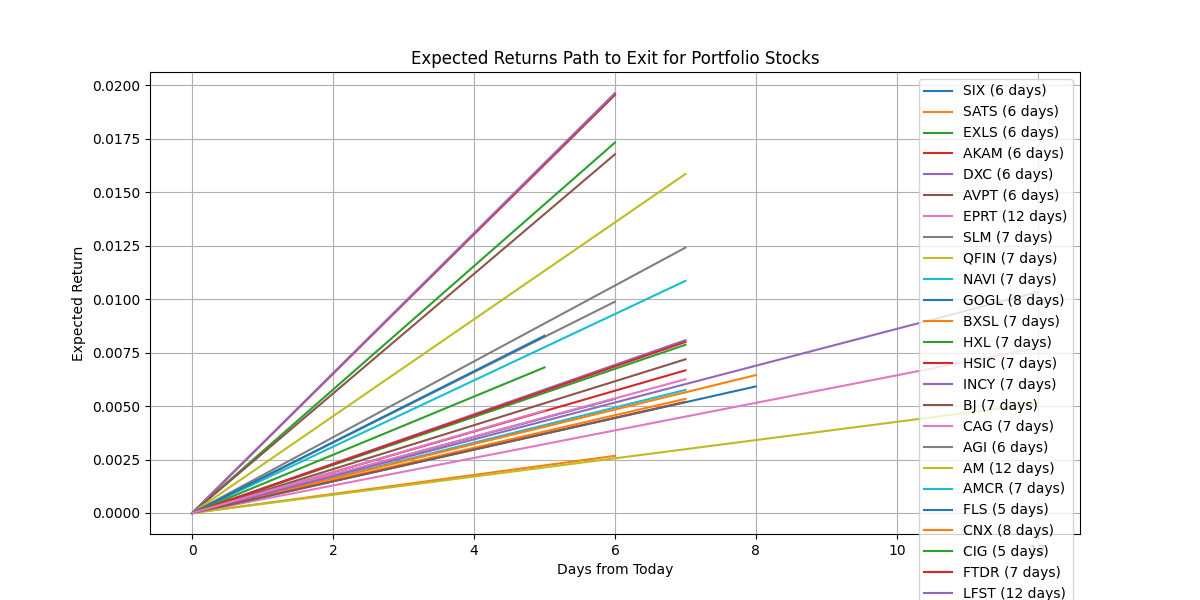 Expected Returns Path to Exit for Portfolio Stocks
Expected Return
0.0200
0.0175
0.0150
0.0125
0.0100
0.0075
0.0050
0.0025
0.0000
0
2
4
6
8
10
12
Days from Today
SIX (6 days)
SATS (6 days)
EXLS (6 days)
AKAM (6 days)
DXC (6 days)
AVPT (6 days)
EPRT (12 days)
SLM (7 days)
QFIN (7 days)
NAVI (7 days)
GOGL (8 days)
BXSL (7 days)
HXL (7 days)
HSIC (7 days)
INCY (7 days)
BJ (7 days)
CAG (7 days)
AGI (6 days)
AM (12 days)
AMCR (7 days)
FLS (5 days)
CNX (8 days)
CIG (5 days)
FTDR (7 days)
LFST (12 days)